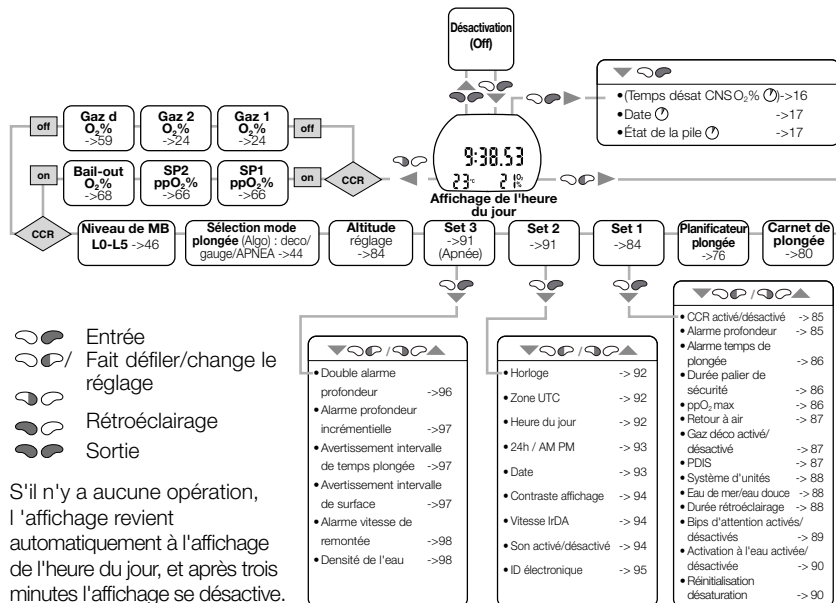 Désactivation
(Off)
• (Temps désat CNS O₂% ->16
• Date ->17
• État de la pile ->17
off
Gaz d
O₂%
->59
Gaz 2
O₂%
->24
Gaz 1
O₂%
->24
off
on
Bail-out
O₂%
->68
SP2
ppO₂%
->66
SP1
ppO₂%
->66
on
CCR
9:38.53
23°c 21%O₂
Affichage de l'heure
du jour
CCR
Niveau de MB
L0-L5 ->46
Sélection mode
plongée (Algo) : deco/
gauge/APNEA ->44
Altitude
réglage
->84
Set 3
->91
(Apnée)
Set 2
->91
Set 1
->84
Planificateur
plongée
->76
Carnet de
plongée
->80
Entrée
/ Fait défiler/change le
réglage
Rétroéclairage
Sortie
S'il n'y a aucune opération,
l 'affichage revient
automatiquement à l'affichage
de l'heure du jour, et après trois
minutes l'affichage se désactive.
/
• Double alarme
profondeur ->96
• Alarme profondeur
incrémentielle ->97
• Avertissement intervalle
de temps plongée ->97
• Avertissement intervalle
de surface ->97
• Alarme vitesse de
remontée ->98
• Densité de l'eau ->98
/
• Horloge -> 92
• Zone UTC -> 92
• Heure du jour -> 92
• 24h / AM PM -> 93
• Date -> 93
• Contraste affichage -> 94
• Vitesse IrDA -> 94
• Son activé/désactivé -> 94
• ID électronique -> 95
/
• CCR activé/désactivé -> 85
• Alarme profondeur -> 85
• Alarme temps de
plongée -> 86
• Durée palier de
sécurité -> 86
• ppO₂ max -> 86
• Retour à air -> 87
• Gaz déco activé/
désactivé -> 87
• PDIS -> 87
• Système d'unités -> 88
• Eau de mer/eau douce -> 88
• Durée rétroéclairage -> 88
• Bips d'attention activés/
désactivés -> 89
• Activation à l'eau activée/
désactivée -> 90
• Réinitialisation
désaturation -> 90